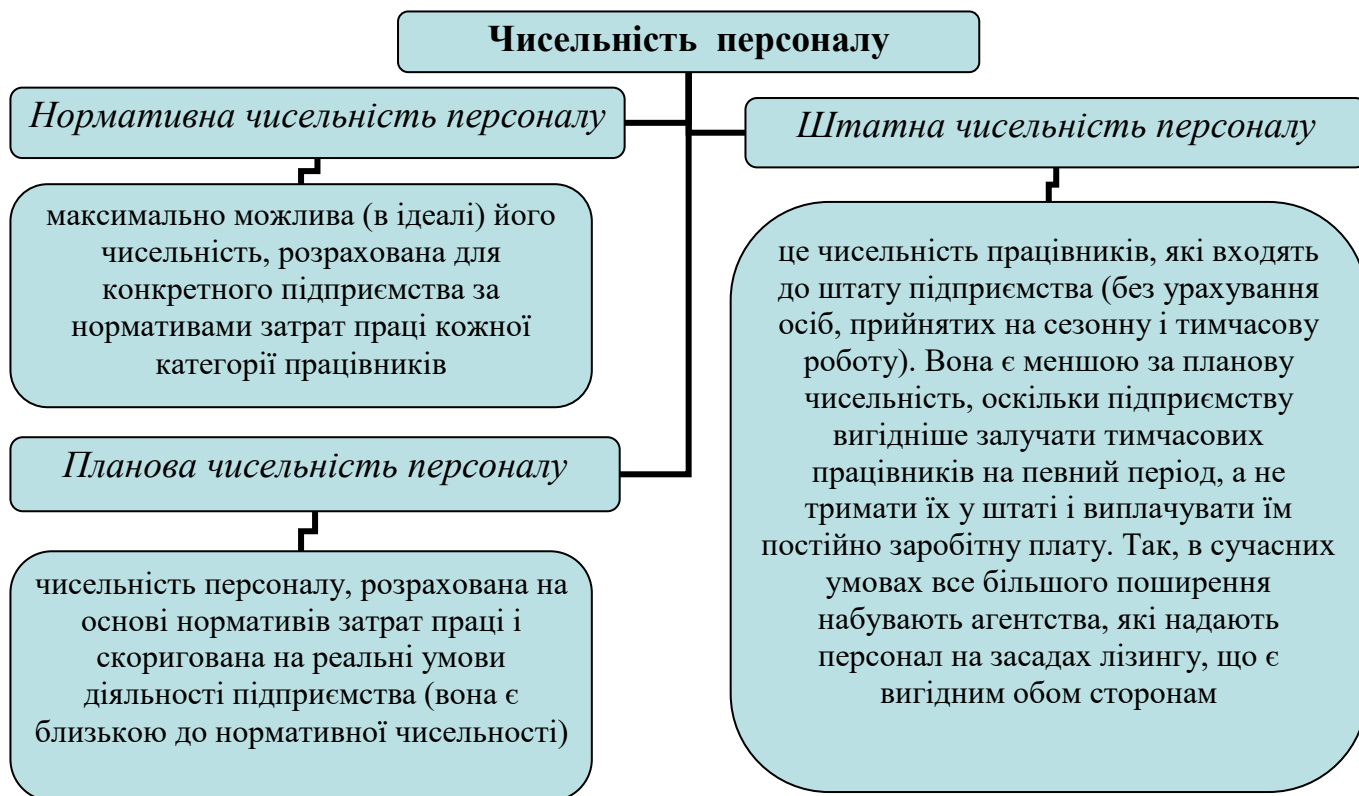 Чисельність персоналу
Нормативна чисельність персоналу
максимально можлива (в ідеалі) його
чисельність, розрахована для
конкретного підприємства за
нормативами затрат праці кожної
категорії працівників
Планова чисельність персоналу
чисельність персоналу, розрахована на
основі нормативів затрат праці і
скоригована на реальні умови
діяльності підприємства (вона є
близькою до нормативної чисельності)
Штатна чисельність персоналу
це чисельність працівників, які входять
до штату підприємства (без урахування
осіб, прийнятих на сезонну і тимчасову
роботу). Вона є меншою за планову
чисельність, оскільки підприємству
вигідніше залучати тимчасових
працівників на певний період, а не
тримати їх у штаті і виплачувати їм
постійно заробітну плату. Так, в сучасних
умовах все більшого поширення
набувають агентства, які надають
персонал на засадах лізингу, що є
вигідним обом сторонам